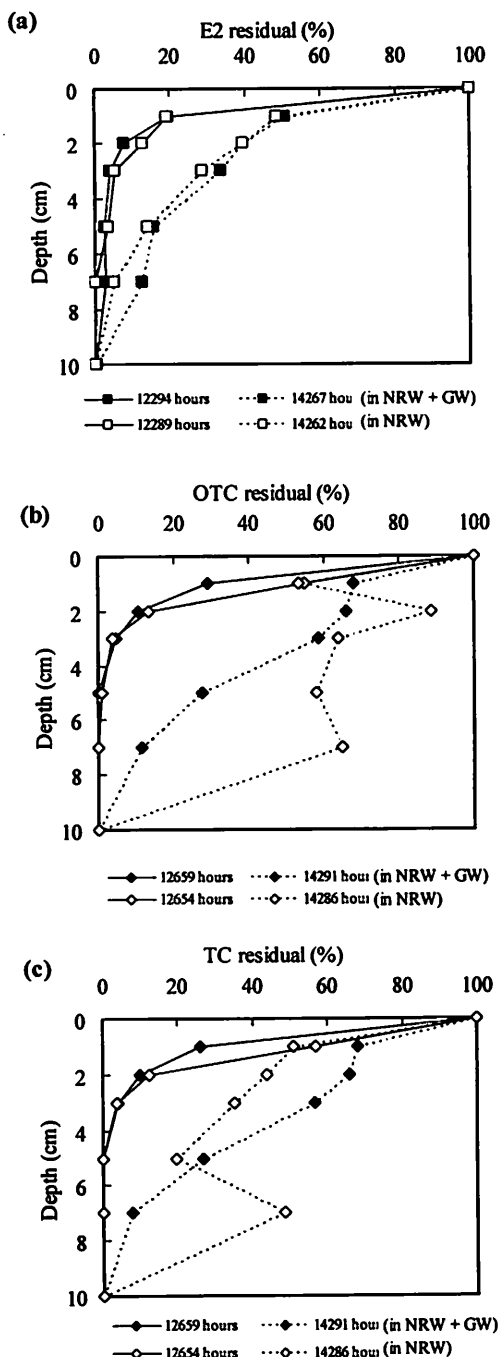 (a)
E2 residual (%)
0 20 40 60 80 100
0
2
4
6
8
10
Depth (cm)
12294 hours 14267 hou (in NRW + GW)
12289 hours 14262 hou (in NRW)
(b)
OTC residual (%)
0 20 40 60 80 100
0
2
4
6
8
10
Depth (cm)
12659 hours 14291 hour (in NRW + GW)
12654 hours 14286 hour (in NRW)
(c)
TC residual (%)
0 20 40 60 80 100
0
2
4
6
8
10
Depth (cm)
12659 hours 14291 hour (in NRW + GW)
12654 hours 14286 hour (in NRW)